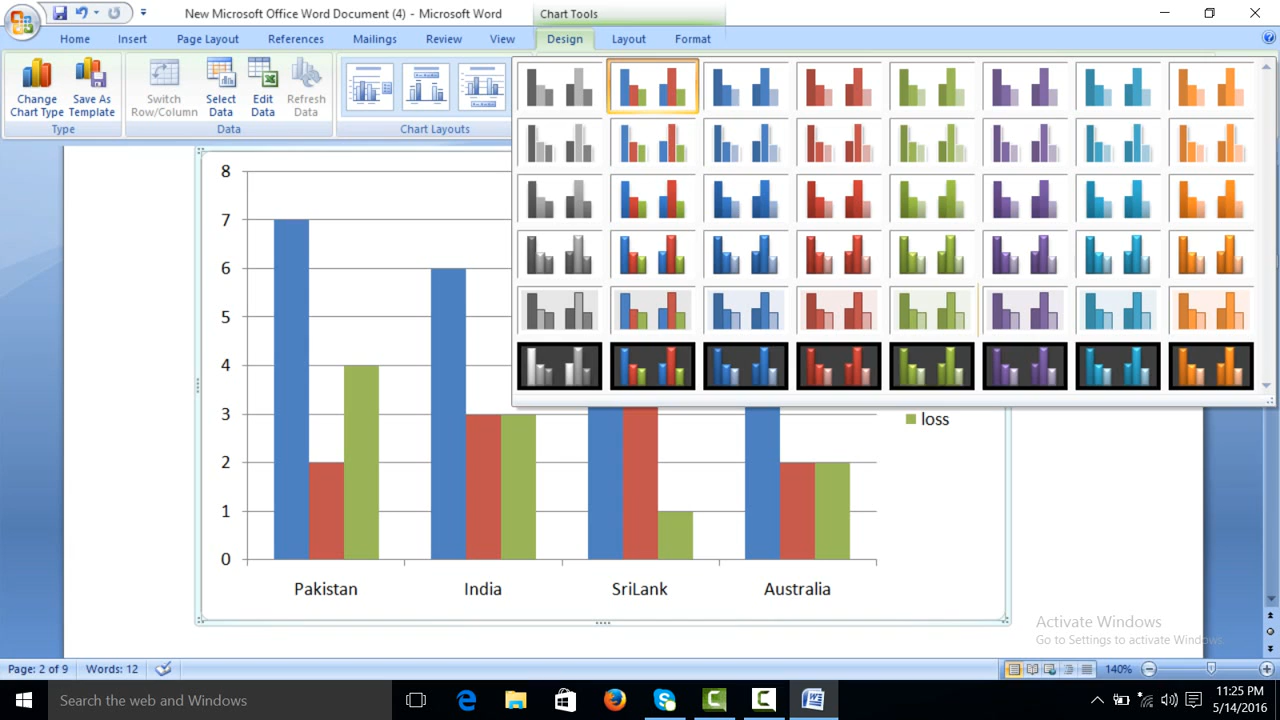 New Microsoft Office Word Document (4) - Microsoft Word
Chart Tools
Home Insert Page Layout References Mailings Review View Design Layout Format
Change Chart Type
Save As Template
Switch Row/Column
Select Data
Edit Data
Refresh Data
Type
Data
Chart Layouts
8
7
6
5
4
3
2
1
0
loss
Pakistan India SriLank Australia
Activate Windows
Go to Settings to activate Windows.
Page: 2 of 9 Words: 12
140%
Search the web and Windows
11:25 PM
5/14/2016